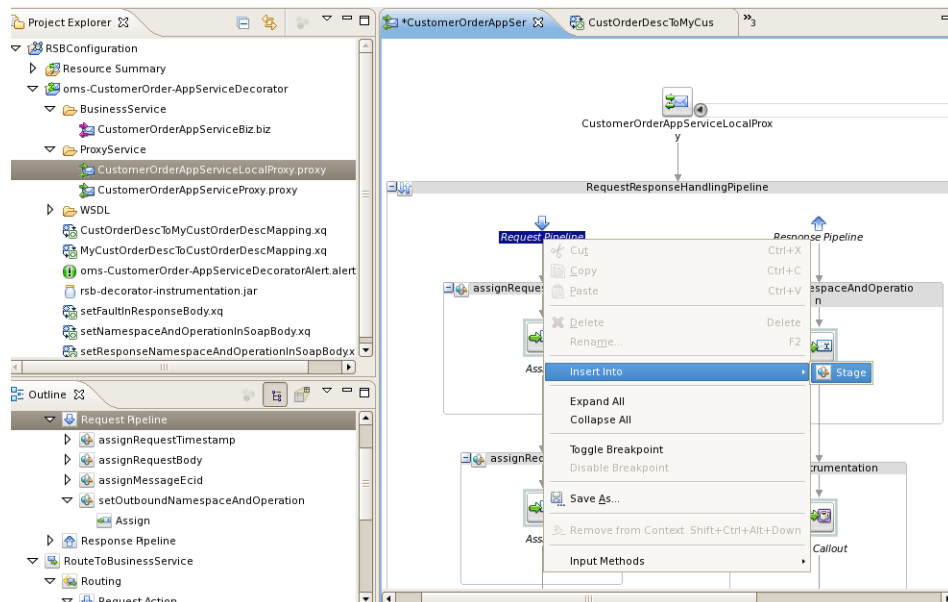 Project Explorer
RSBConfiguration
Resource Summary
oms-CustomerOrder-AppServiceDecorator
BusinessService
CustomerOrderAppServiceBiz.biz
ProxyService
CustomerOrderAppServiceLocalProxy.proxy
CustomerOrderAppServiceProxy.proxy
WSDL
CustOrderDescToMyCustOrderDescMapping.xq
MyCustOrderDescToCustOrderDescMapping.xq
oms-CustomerOrder-AppServiceDecoratorAlert.alert
rsb-decorator-instrumentation.jar
setFaultInResponseBody.xq
setNamespaceAndOperationInSoapBody.xq
setResponseNamespaceAndOperationInSoapBody.x
Outline
Request Pipeline
assignRequestTimestamp
assignRequestBody
assignMessageEcid
setOutboundNamespaceAndOperation
Assign
Response Pipeline
RouteToBusinessService
Routing
Request Action
*CustomerOrderAppSer
CustOrderDescToMyCus
»3
CustomerOrderAppServiceLocalProx
y
RequestResponseHandlingPipeline
Request Pipeline
Response Pipeline
assignReques
espaceAndOperatio
n
Ass
assignRec
trumentation
Ass
Callout
Cut Ctrl+X
Copy Ctrl+C
Paste Ctrl+V
Delete Delete
Rename... F2
Insert Into
Stage
Expand All
Collapse All
Toggle Breakpoint
Disable Breakpoint
Save As...
Remove from Context Shift+Ctrl+Alt+Down
Input Methods